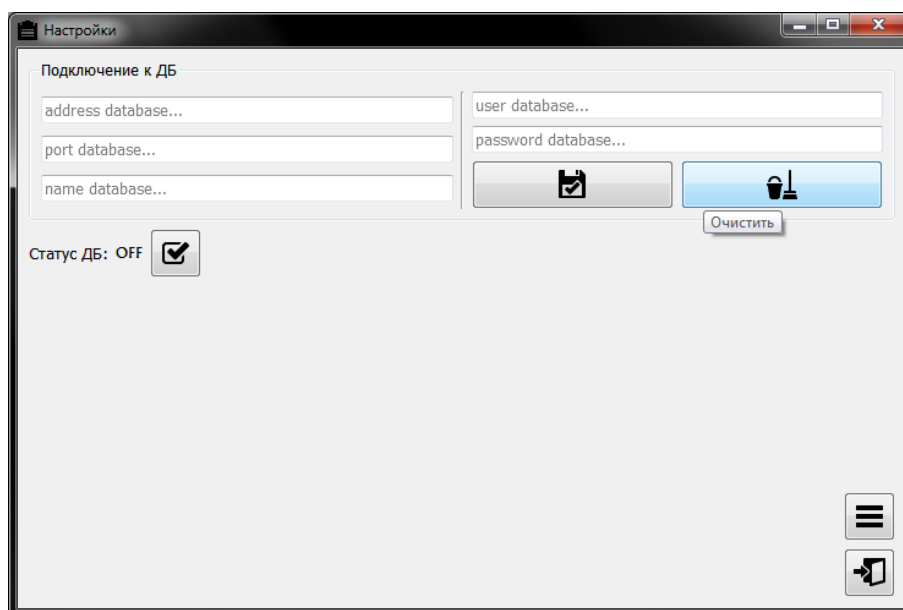 Настройки
Подключение к ДБ
address database...
port database...
name database...
user database...
password database...
Очистить
Статус ДБ: OFF